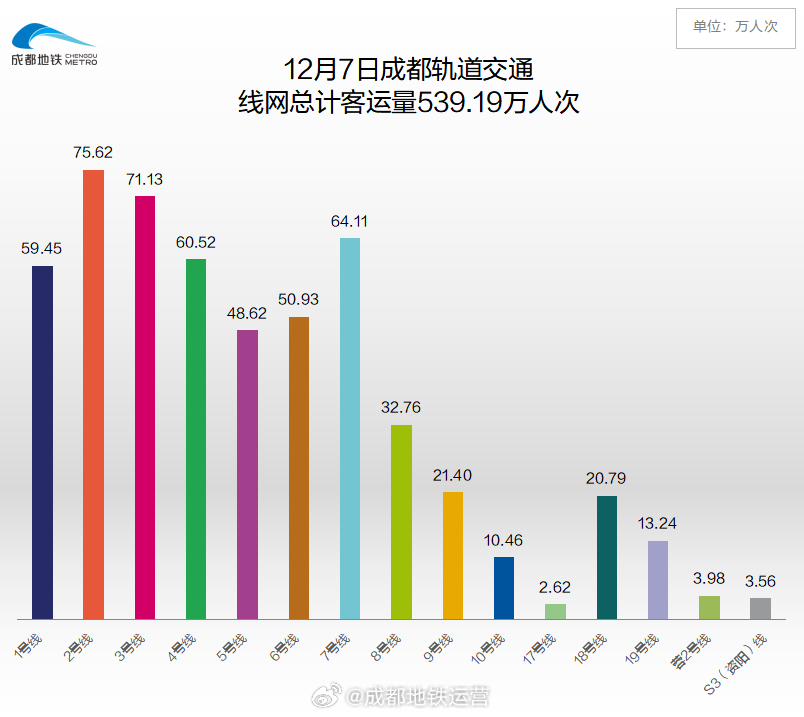 单位：万人次
成都地铁 CHENGDU METRO
12月7日成都轨道交通
线网总计客运量539.19万人次
59.45
75.62
71.13
60.52
48.62
50.93
64.11
32.76
21.40
10.46
2.62
20.79
13.24
3.98
3.56
1号线
2号线
3号线
4号线
5号线
6号线
7号线
8号线
9号线
10号线
17号线
18号线
19号线
蓉2号线
S3（资阳）线
@成都地铁运营